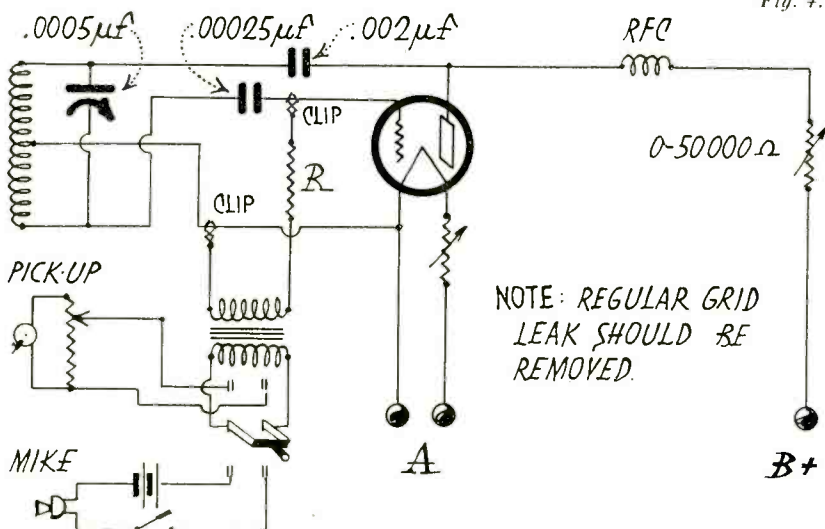 Fig. 4.
.0005µf
.00025µf
.002µf
RFC
CLIP
0-50000Ω
R
CLIP
PICK-UP
NOTE: REGULAR GRID
LEAK SHOULD BE
REMOVED.
MIKE
A
B+